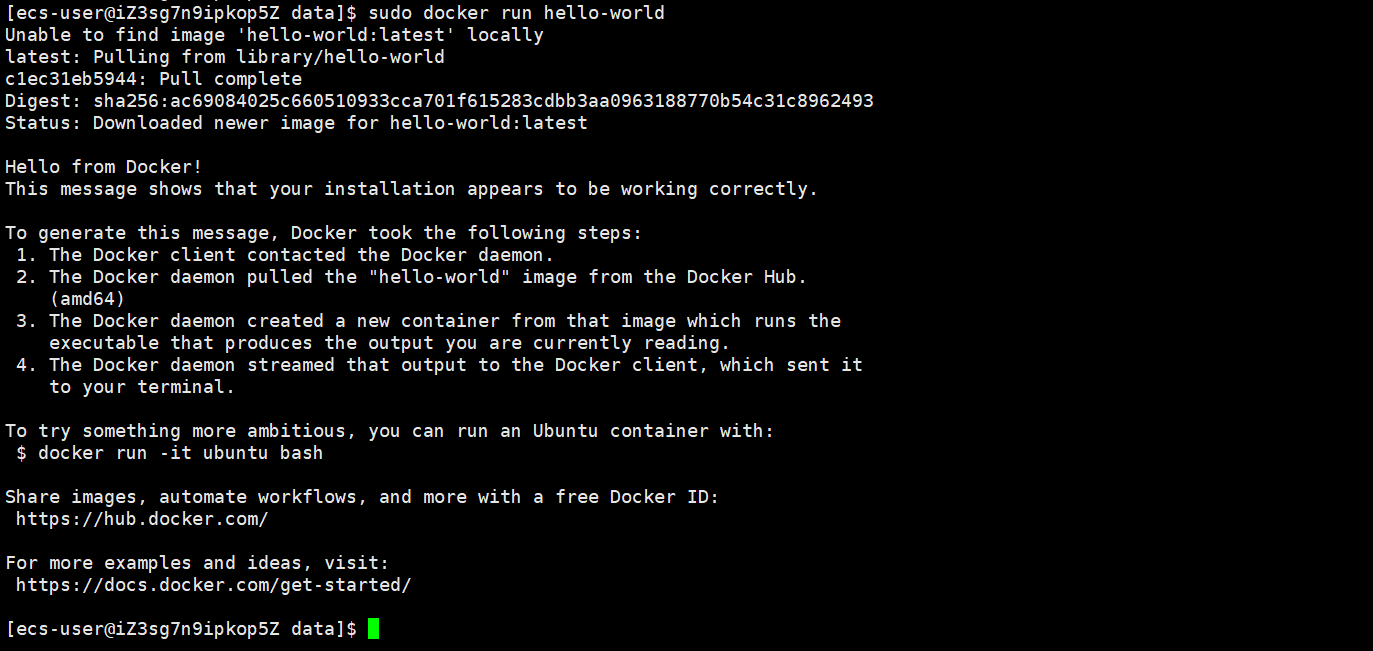 [ecs-user@iZ3sg7n9ipkop5Z data]$ sudo docker run hello-world
Unable to find image 'hello-world:latest' locally
latest: Pulling from library/hello-world
c1ec31eb5944: Pull complete
Digest: sha256:ac69084025c660510933cca701f615283cdbb3aa0963188770b54c31c8962493
Status: Downloaded newer image for hello-world:latest

Hello from Docker!
This message shows that your installation appears to be working correctly.

To generate this message, Docker took the following steps:
 1. The Docker client contacted the Docker daemon.
 2. The Docker daemon pulled the "hello-world" image from the Docker Hub.
    (amd64)
 3. The Docker daemon created a new container from that image which runs the
    executable that produces the output you are currently reading.
 4. The Docker daemon streamed that output to the Docker client, which sent it
    to your terminal.

To try something more ambitious, you can run an Ubuntu container with:
 $ docker run -it ubuntu bash

Share images, automate workflows, and more with a free Docker ID:
 https://hub.docker.com/

For more examples and ideas, visit:
 https://docs.docker.com/get-started/

[ecs-user@iZ3sg7n9ipkop5Z data]$